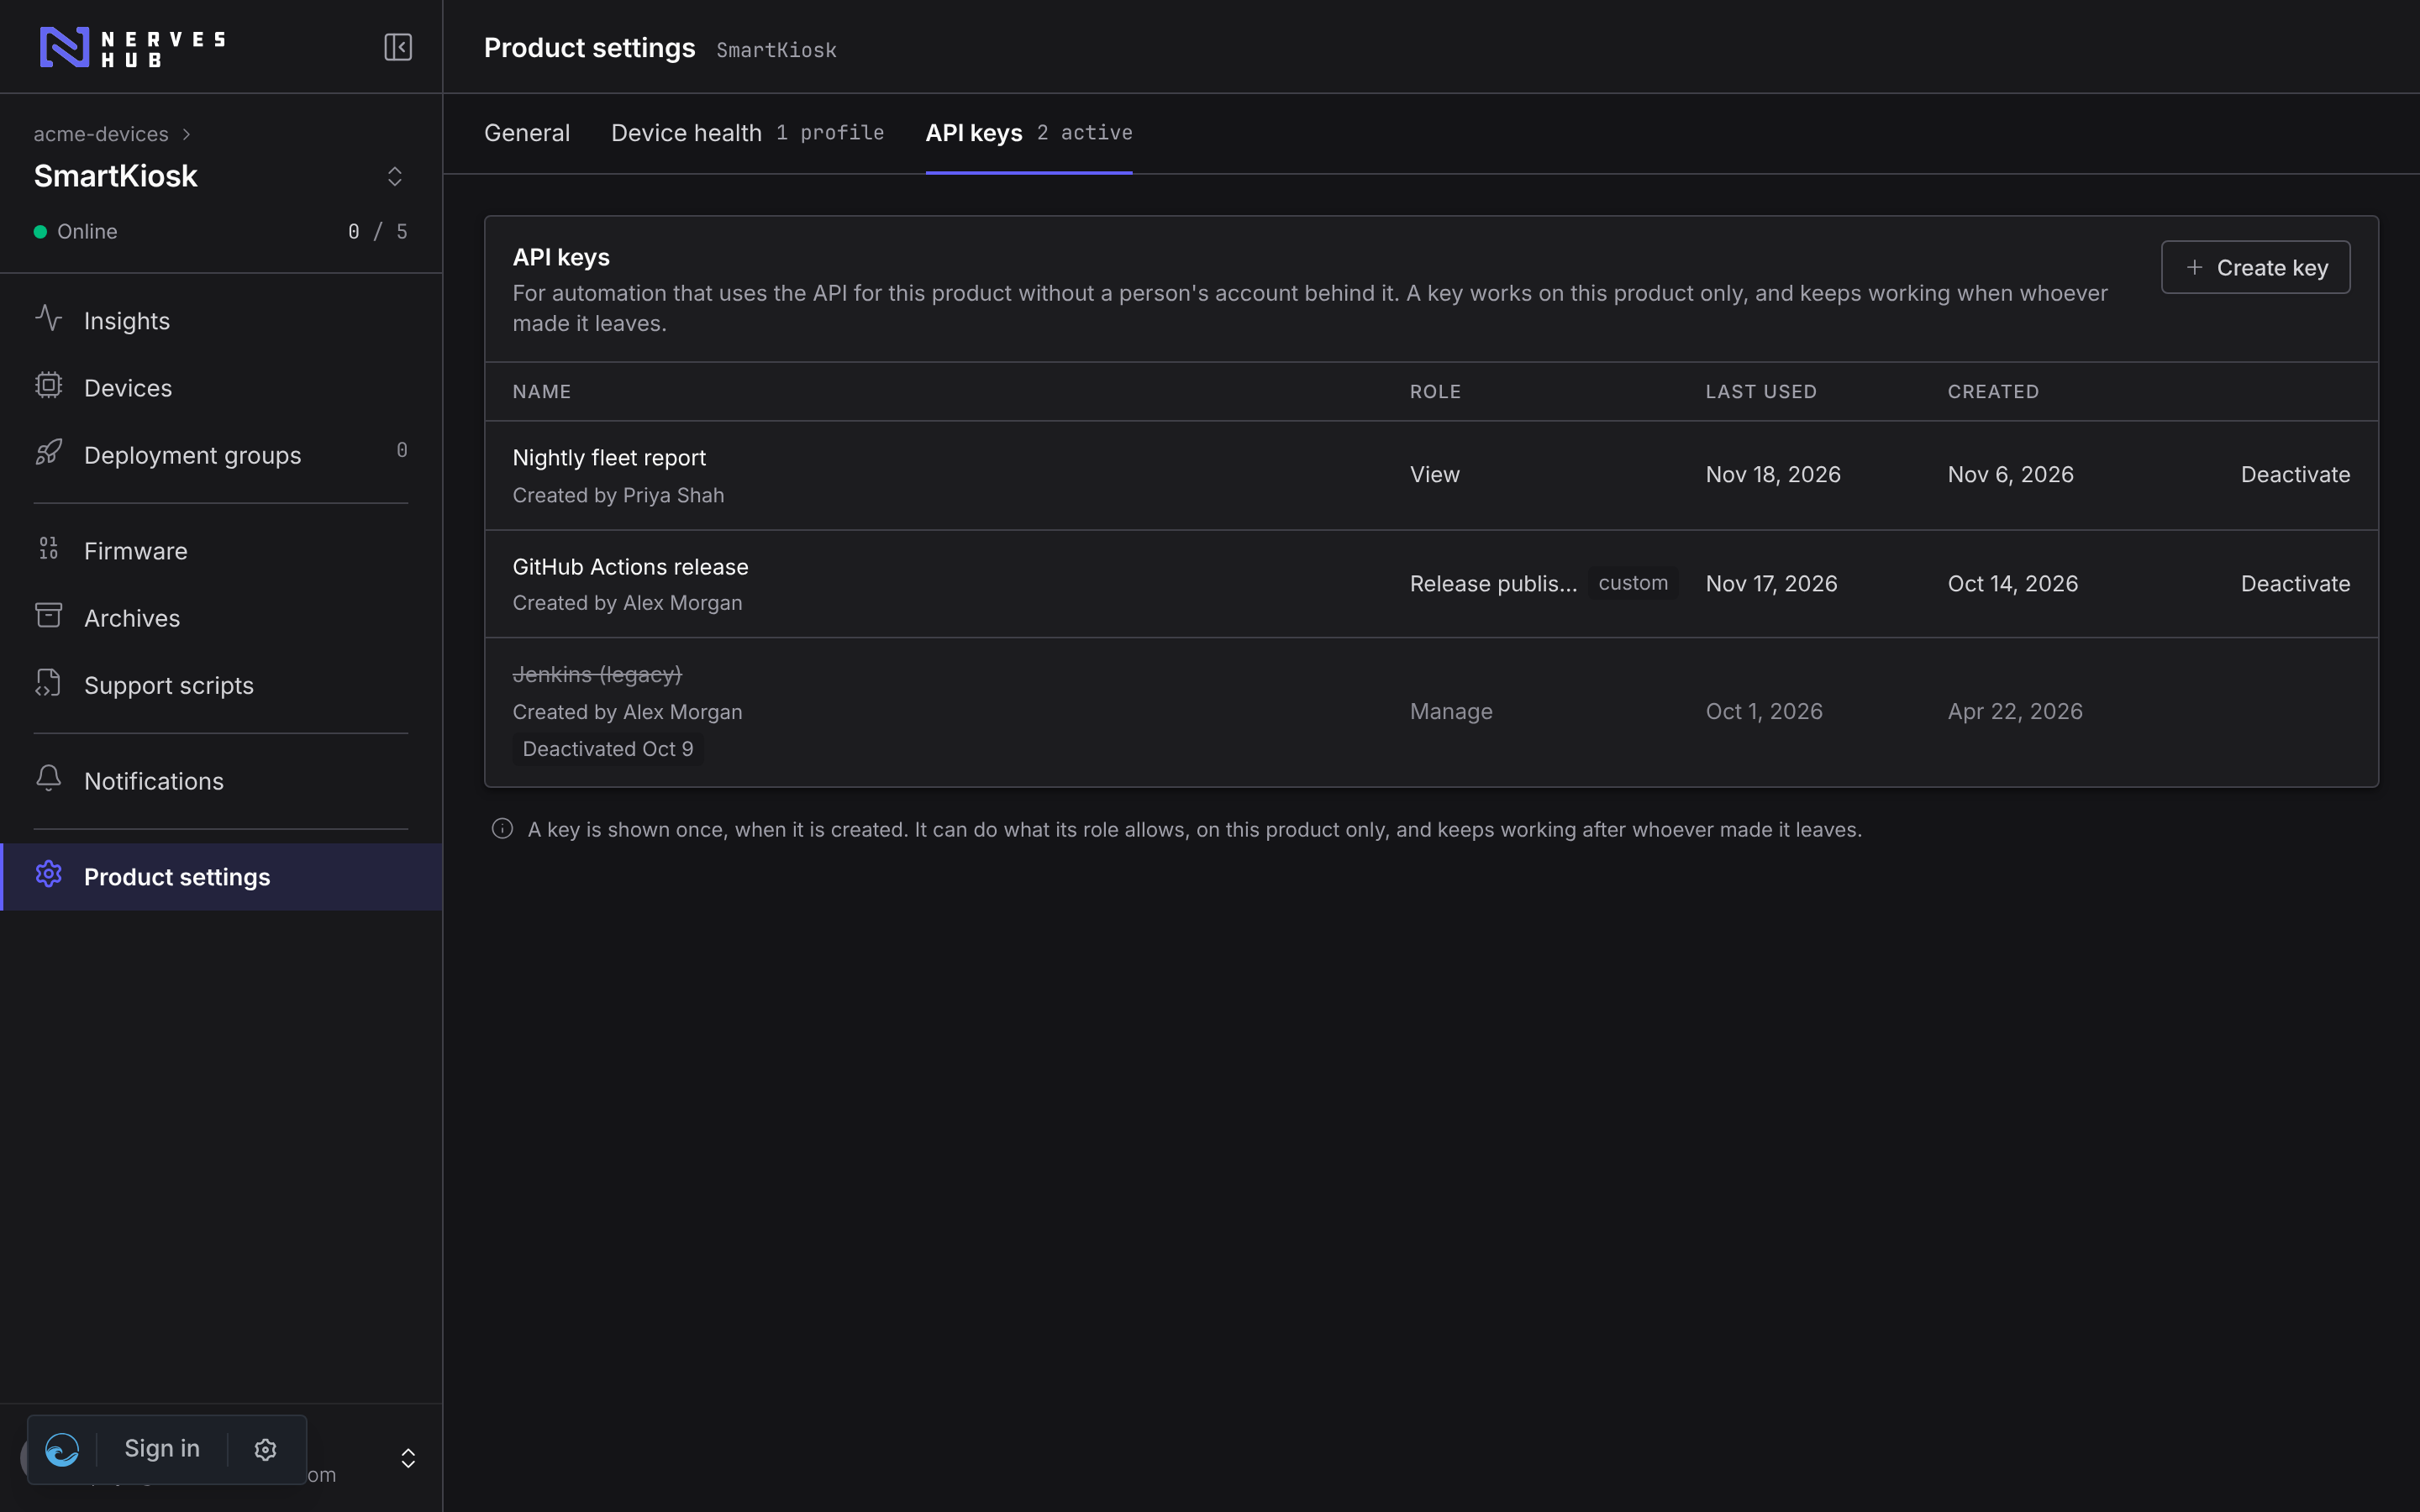 NERVES
HUB
Product settings SmartKiosk
acme-devices
SmartKiosk
Online 0 / 5
General Device health 1 profile API keys 2 active
Insights
Devices
Deployment groups 0
Firmware
Archives
Support scripts
Notifications
Product settings
API keys
Create key
For automation that uses the API for this product without a person's account behind it. A key works on this product only, and keeps working when whoever
made it leaves.
NAME ROLE LAST USED CREATED
Nightly fleet report
Created by Priya Shah
View Nov 18, 2026 Nov 6, 2026 Deactivate
GitHub Actions release
Created by Alex Morgan
Release publis... custom Nov 17, 2026 Oct 14, 2026 Deactivate
Jenkins (legacy)
Created by Alex Morgan
Deactivated Oct 9
Manage Oct 1, 2026 Apr 22, 2026
A key is shown once, when it is created. It can do what its role allows, on this product only, and keeps working after whoever made it leaves.
Sign in
om